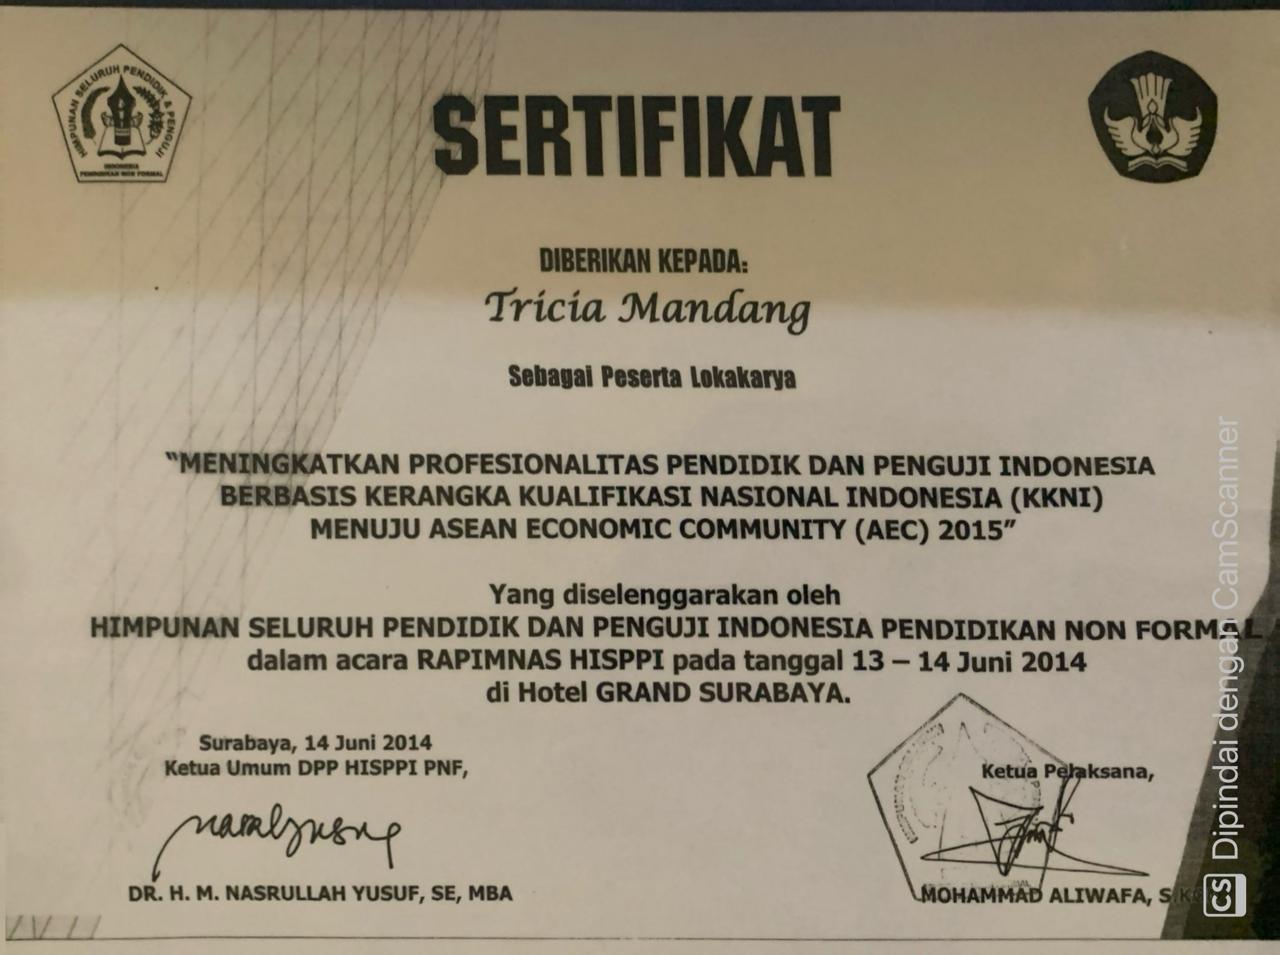 HIMPUNAN SELURUH PENDIDIK & PENGUJI
INDONESIA
PENDIDIKAN NON FORMAL
SERTIFIKAT
DIBERIKAN KEPADA:
Tricia Mandang
Sebagai Peserta Lokakarya
“MENINGKATKAN PROFESIONALITAS PENDIDIK DAN PENGUJI INDONESIA
BERBASIS KERANGKA KUALIFIKASI NASIONAL INDONESIA (KKNI)
MENUJU ASEAN ECONOMIC COMMUNITY (AEC) 2015”
Yang diselenggarakan oleh
HIMPUNAN SELURUH PENDIDIK DAN PENGUJI INDONESIA PENDIDIKAN NON FORMAL
dalam acara RAPIMNAS HISPPI pada tanggal 13 – 14 Juni 2014
di Hotel GRAND SURABAYA.
Surabaya, 14 Juni 2014
Ketua Umum DPP HISPPI PNF,
DR. H. M. NASRULLAH YUSUF, SE, MBA
Ketua Pelaksana,
MOHAMMAD ALIWAFA,
CS Dipindai dengan CamScanner